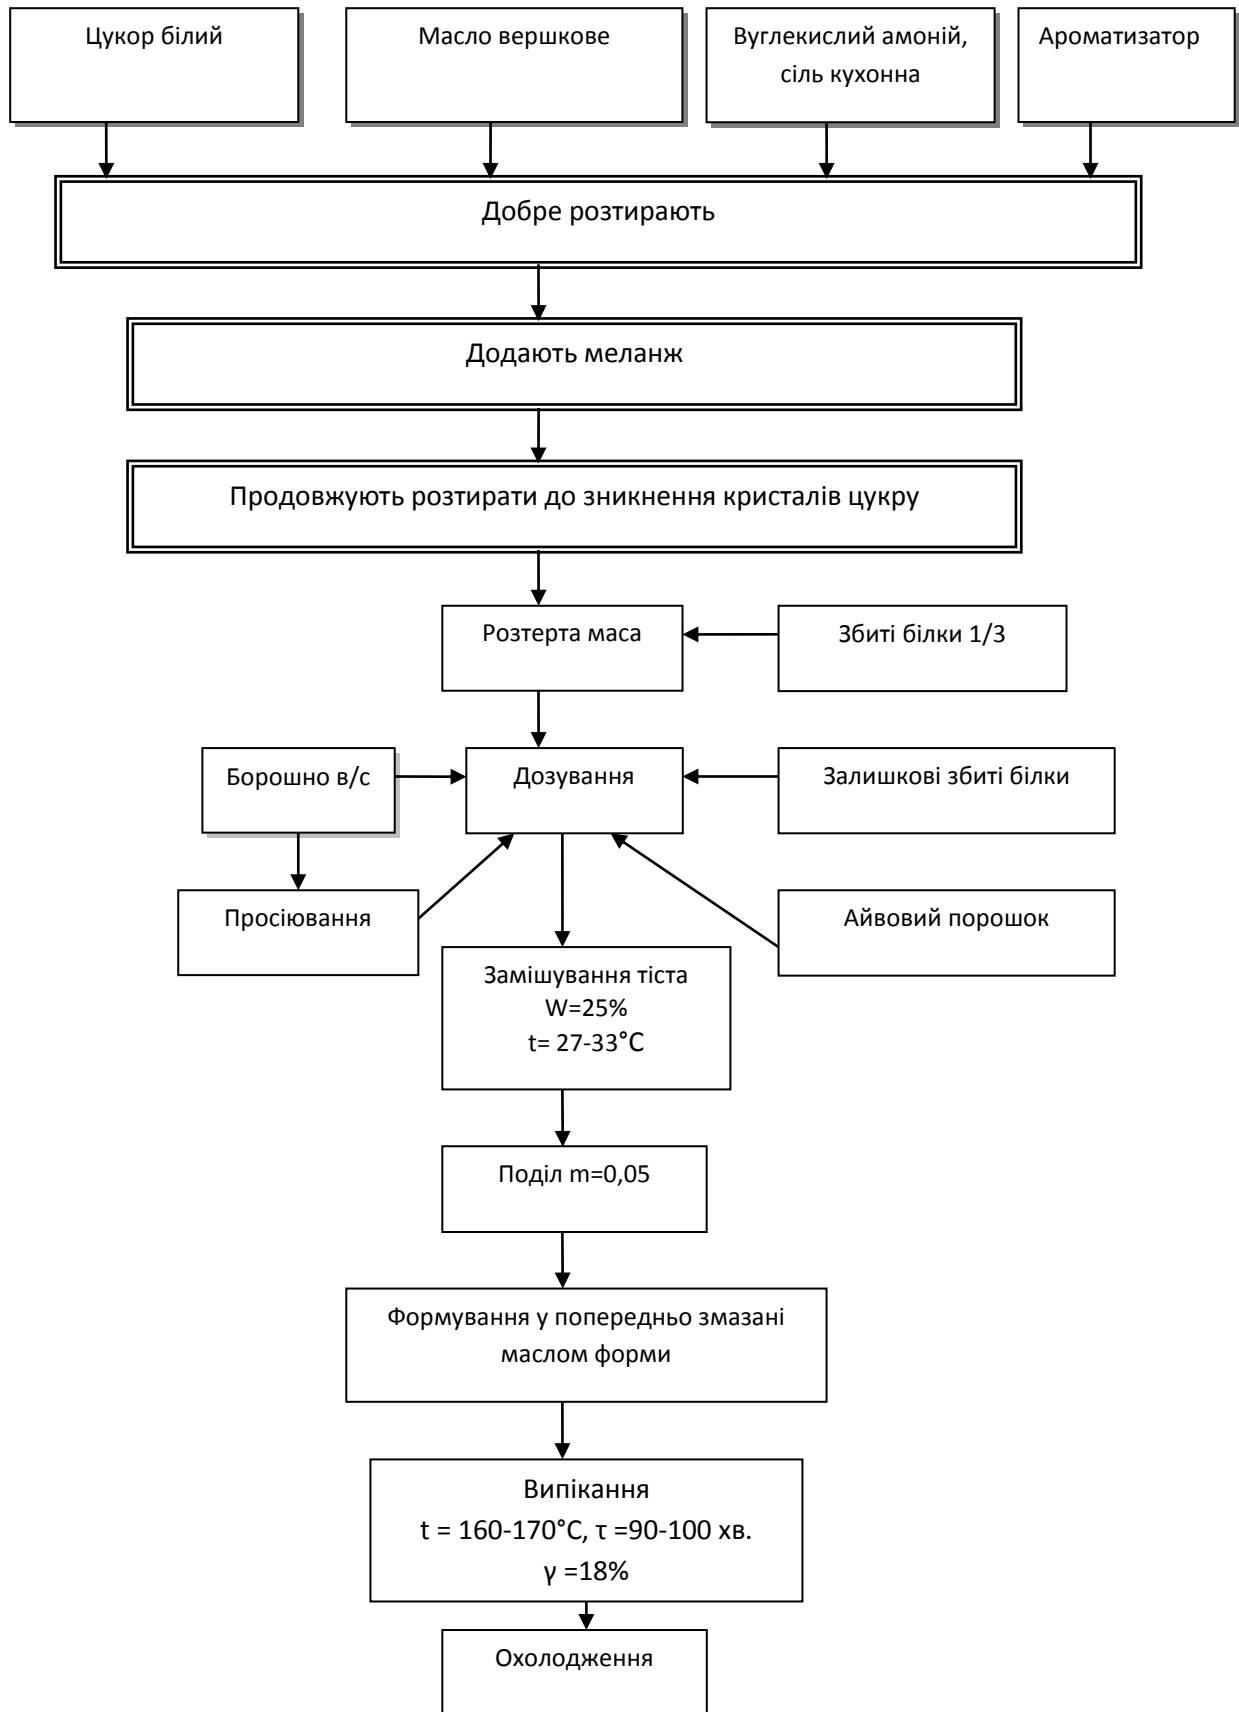 Цукор білий
Масло вершкове
Вуглекислий амоній,
сіль кухонна
Ароматизатор
Добре розтирають
Додають меланж
Продовжують розтирати до зникнення кристалів цукру
Розтерта маса
Збиті білки 1/3
Борошно в/с
Дозування
Залишкові збиті білки
Просіювання
Айвовий порошок
Замішування тіста
W=25%
t= 27-33°C
Поділ m=0,05
Формування у попередньо змазані
маслом форми
Випікання
t = 160-170°C, τ =90-100 хв.
γ =18%
Охолодження